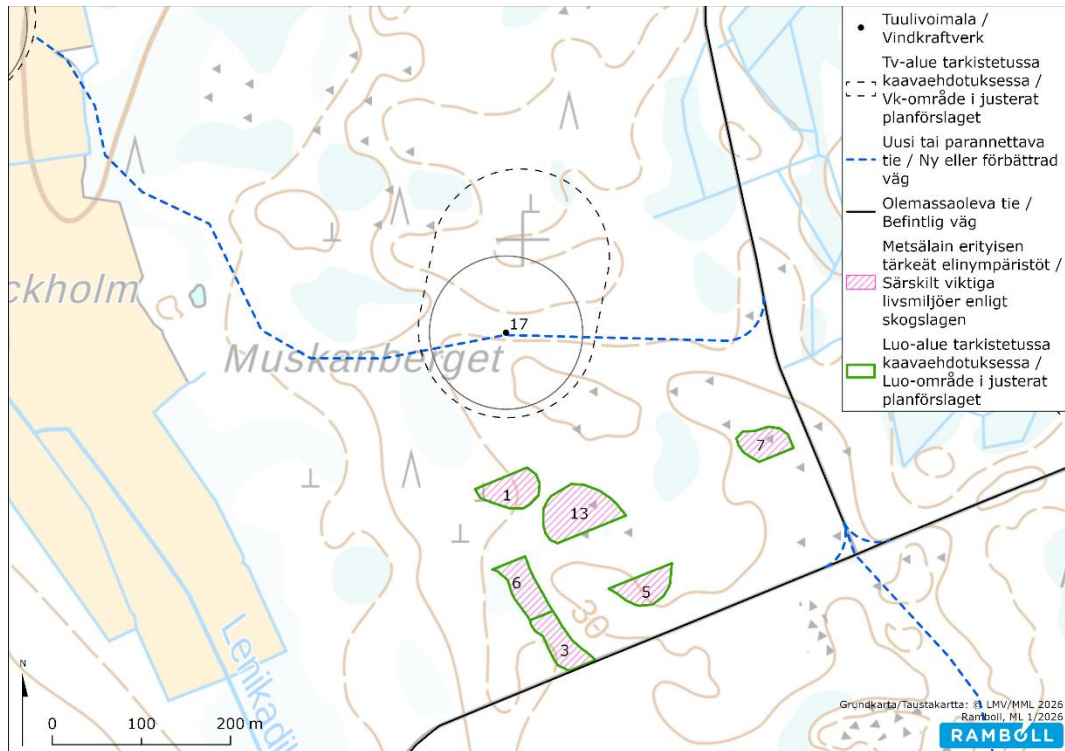 Tuulivoimala /
Vindkraftverk
Tv-alue tarkistetussa
kaavaehdotuksessa /
Vk-område i justerat
planförslaget
Uusi tai parannettava
tie / Ny eller förbättrad
väg
Olemassaoleva tie /
Befintlig väg
Metsälain erityisen
tärkeät elinympäristöt /
Särskilt viktiga
livsmiljöer enligt
skogslagen
Luo-alue tarkistetussa
kaavaehdotuksessa /
Luo-område i justerat
planförslaget
ckholm
17
Muskanberget
7
1
13
6
5
30
3
Lenikadil
N
0 100 200 m
Grundkarta/Taustakartta: © LMV/MML 2026
Ramboll, ML 1/2026
RAMBOLL